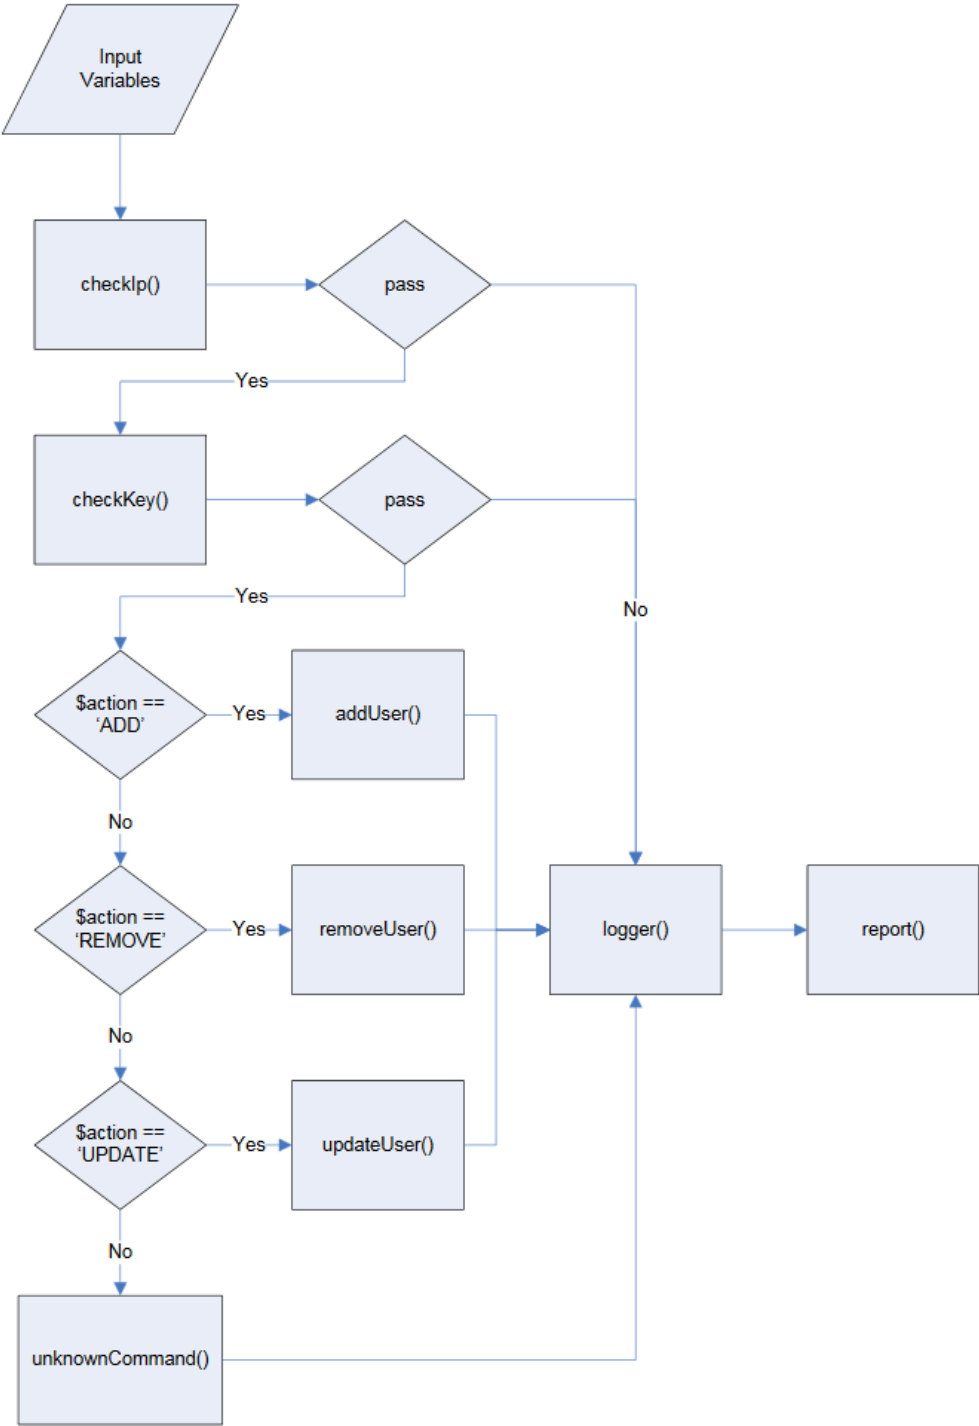 Input
Variables
checkIp()
pass
Yes
checkKey()
pass
Yes
No
$action ==
‘ADD’
Yes
addUser()
No
$action ==
‘REMOVE’
Yes
removeUser()
logger()
report()
No
$action ==
‘UPDATE’
Yes
updateUser()
No
unknownCommand()